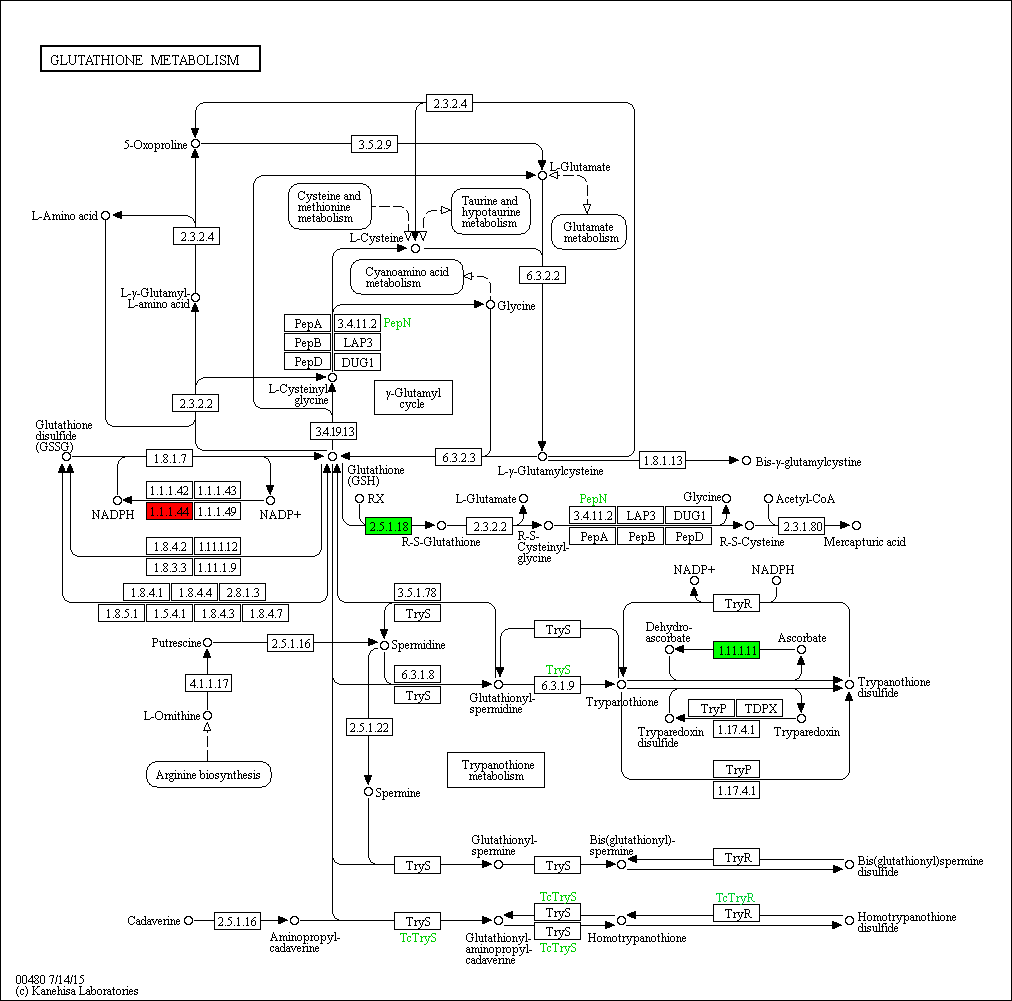 GLUTATHIONE METABOLISM
2.3.2.4
5-Oxoproline
3.5.2.9
L-Glutamate
Cysteine and
methionine
metabolism
Taurine and
hypotaurine
metabolism
L-Amino acid
Glutamate
metabolism
2.3.2.4
L-Cysteine
Cyanoamino acid
metabolism
6.3.2.2
L-γ-Glutamyl-
L-amino acid
Glycine
PepA
3.4.11.2
PepN
PepB
LAP3
PepD
DUG1
L-Cysteinyl
glycine
γ-Glutamyl
cycle
2.3.2.2
Glutathione
disulfide
(GSSG)
3.4.19.13
1.8.1.7
Glutathione
(GSH)
6.3.2.3
L-γ-Glutamylcysteine
1.8.1.13
Bis-γ-glutamylcystine
1.1.1.42
1.1.1.43
NADPH
1.1.1.44
1.1.1.49
NADP+
RX
L-Glutamate
PepN
Glycine
Acetyl-CoA
2.5.1.18
R-S-Glutathione
2.3.2.2
R-S-
Cysteinyl-
glycine
3.4.11.2
LAP3
DUG1
PepA
PepB
PepD
R-S-Cysteine
2.3.1.80
Mercapturic acid
1.8.4.2
1.11.1.12
1.8.3.3
1.11.1.9
1.8.4.1
1.8.4.4
2.8.1.3
1.8.5.1
1.5.4.1
1.8.4.3
1.8.4.7
3.5.1.78
TryS
NADP+
NADPH
TryR
Putrescine
2.5.1.16
Spermidine
TryS
Dehydro-
ascorbate
1.11.1.11
Ascorbate
4.1.1.17
6.3.1.8
TryS
Glutathionyl-
spermidine
TryS
6.3.1.9
Trypanothione
Trypanothione
disulfide
L-Ornithine
2.5.1.22
TryP
TDPX
Tryparedoxin
disulfide
1.17.4.1
Tryparedoxin
Arginine biosynthesis
Trypanothione
metabolism
TryP
1.17.4.1
Spermine
Glutathionyl-
spermine
Bis(glutathionyl)-
spermine
TryS
TryS
TryR
Bis(glutathionyl)spermine
disulfide
TcTryS
TcTryR
Cadaverine
2.5.1.16
Aminopropyl-
cadaverine
TryS
TcTryS
Glutathionyl-
aminopropyl-
cadaverine
TryS
TryS
TcTryS
Homotrypanothione
TryR
Homotrypanothione
disulfide
00480 7/14/15
(c) Kanehisa Laboratories